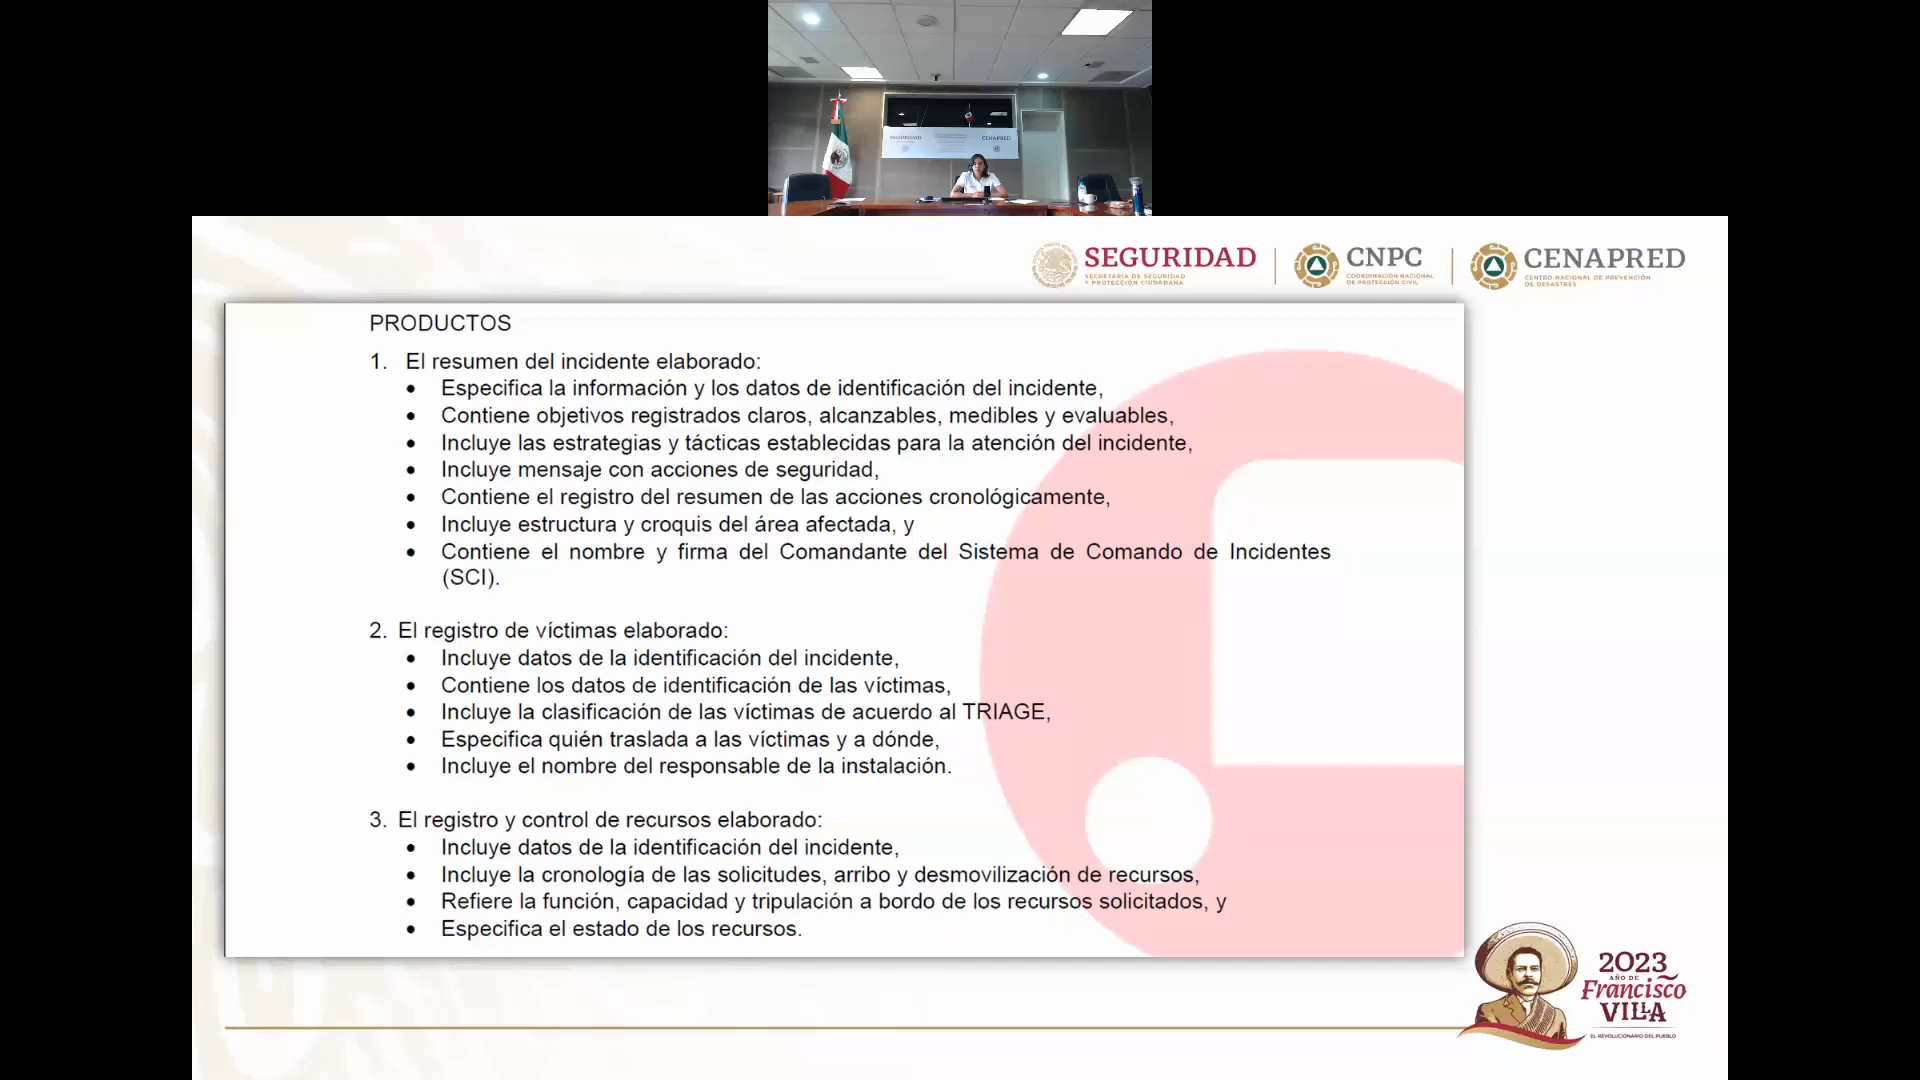 SEGURIDAD
CENAPRED
SEGURIDAD
SECRETARÍA DE SEGURIDAD
Y PROTECCIÓN CIUDADANA
CNPC
COORDINACIÓN NACIONAL
DE PROTECCIÓN CIVIL
CENAPRED
CENTRO NACIONAL DE PREVENCIÓN
DE DESASTRES
PRODUCTOS
1. El resumen del incidente elaborado:
• Especifica la información y los datos de identificación del incidente,
• Contiene objetivos registrados claros, alcanzables, medibles y evaluables,
• Incluye las estrategias y tácticas establecidas para la atención del incidente,
• Incluye mensaje con acciones de seguridad,
• Contiene el registro del resumen de las acciones cronológicamente,
• Incluye estructura y croquis del área afectada, y
• Contiene el nombre y firma del Comandante del Sistema de Comando de Incidentes
(SCI).
2. El registro de víctimas elaborado:
• Incluye datos de la identificación del incidente,
• Contiene los datos de identificación de las víctimas,
• Incluye la clasificación de las víctimas de acuerdo al TRIAGE,
• Especifica quién traslada a las víctimas y a dónde,
• Incluye el nombre del responsable de la instalación.
3. El registro y control de recursos elaborado:
• Incluye datos de la identificación del incidente,
• Incluye la cronología de las solicitudes, arribo y desmovilización de recursos,
• Refiere la función, capacidad y tripulación a bordo de los recursos solicitados, y
• Especifica el estado de los recursos.
2023
AÑO DE
Francisco
VILLA
EL REVOLUCIONARIO DEL PUEBLO